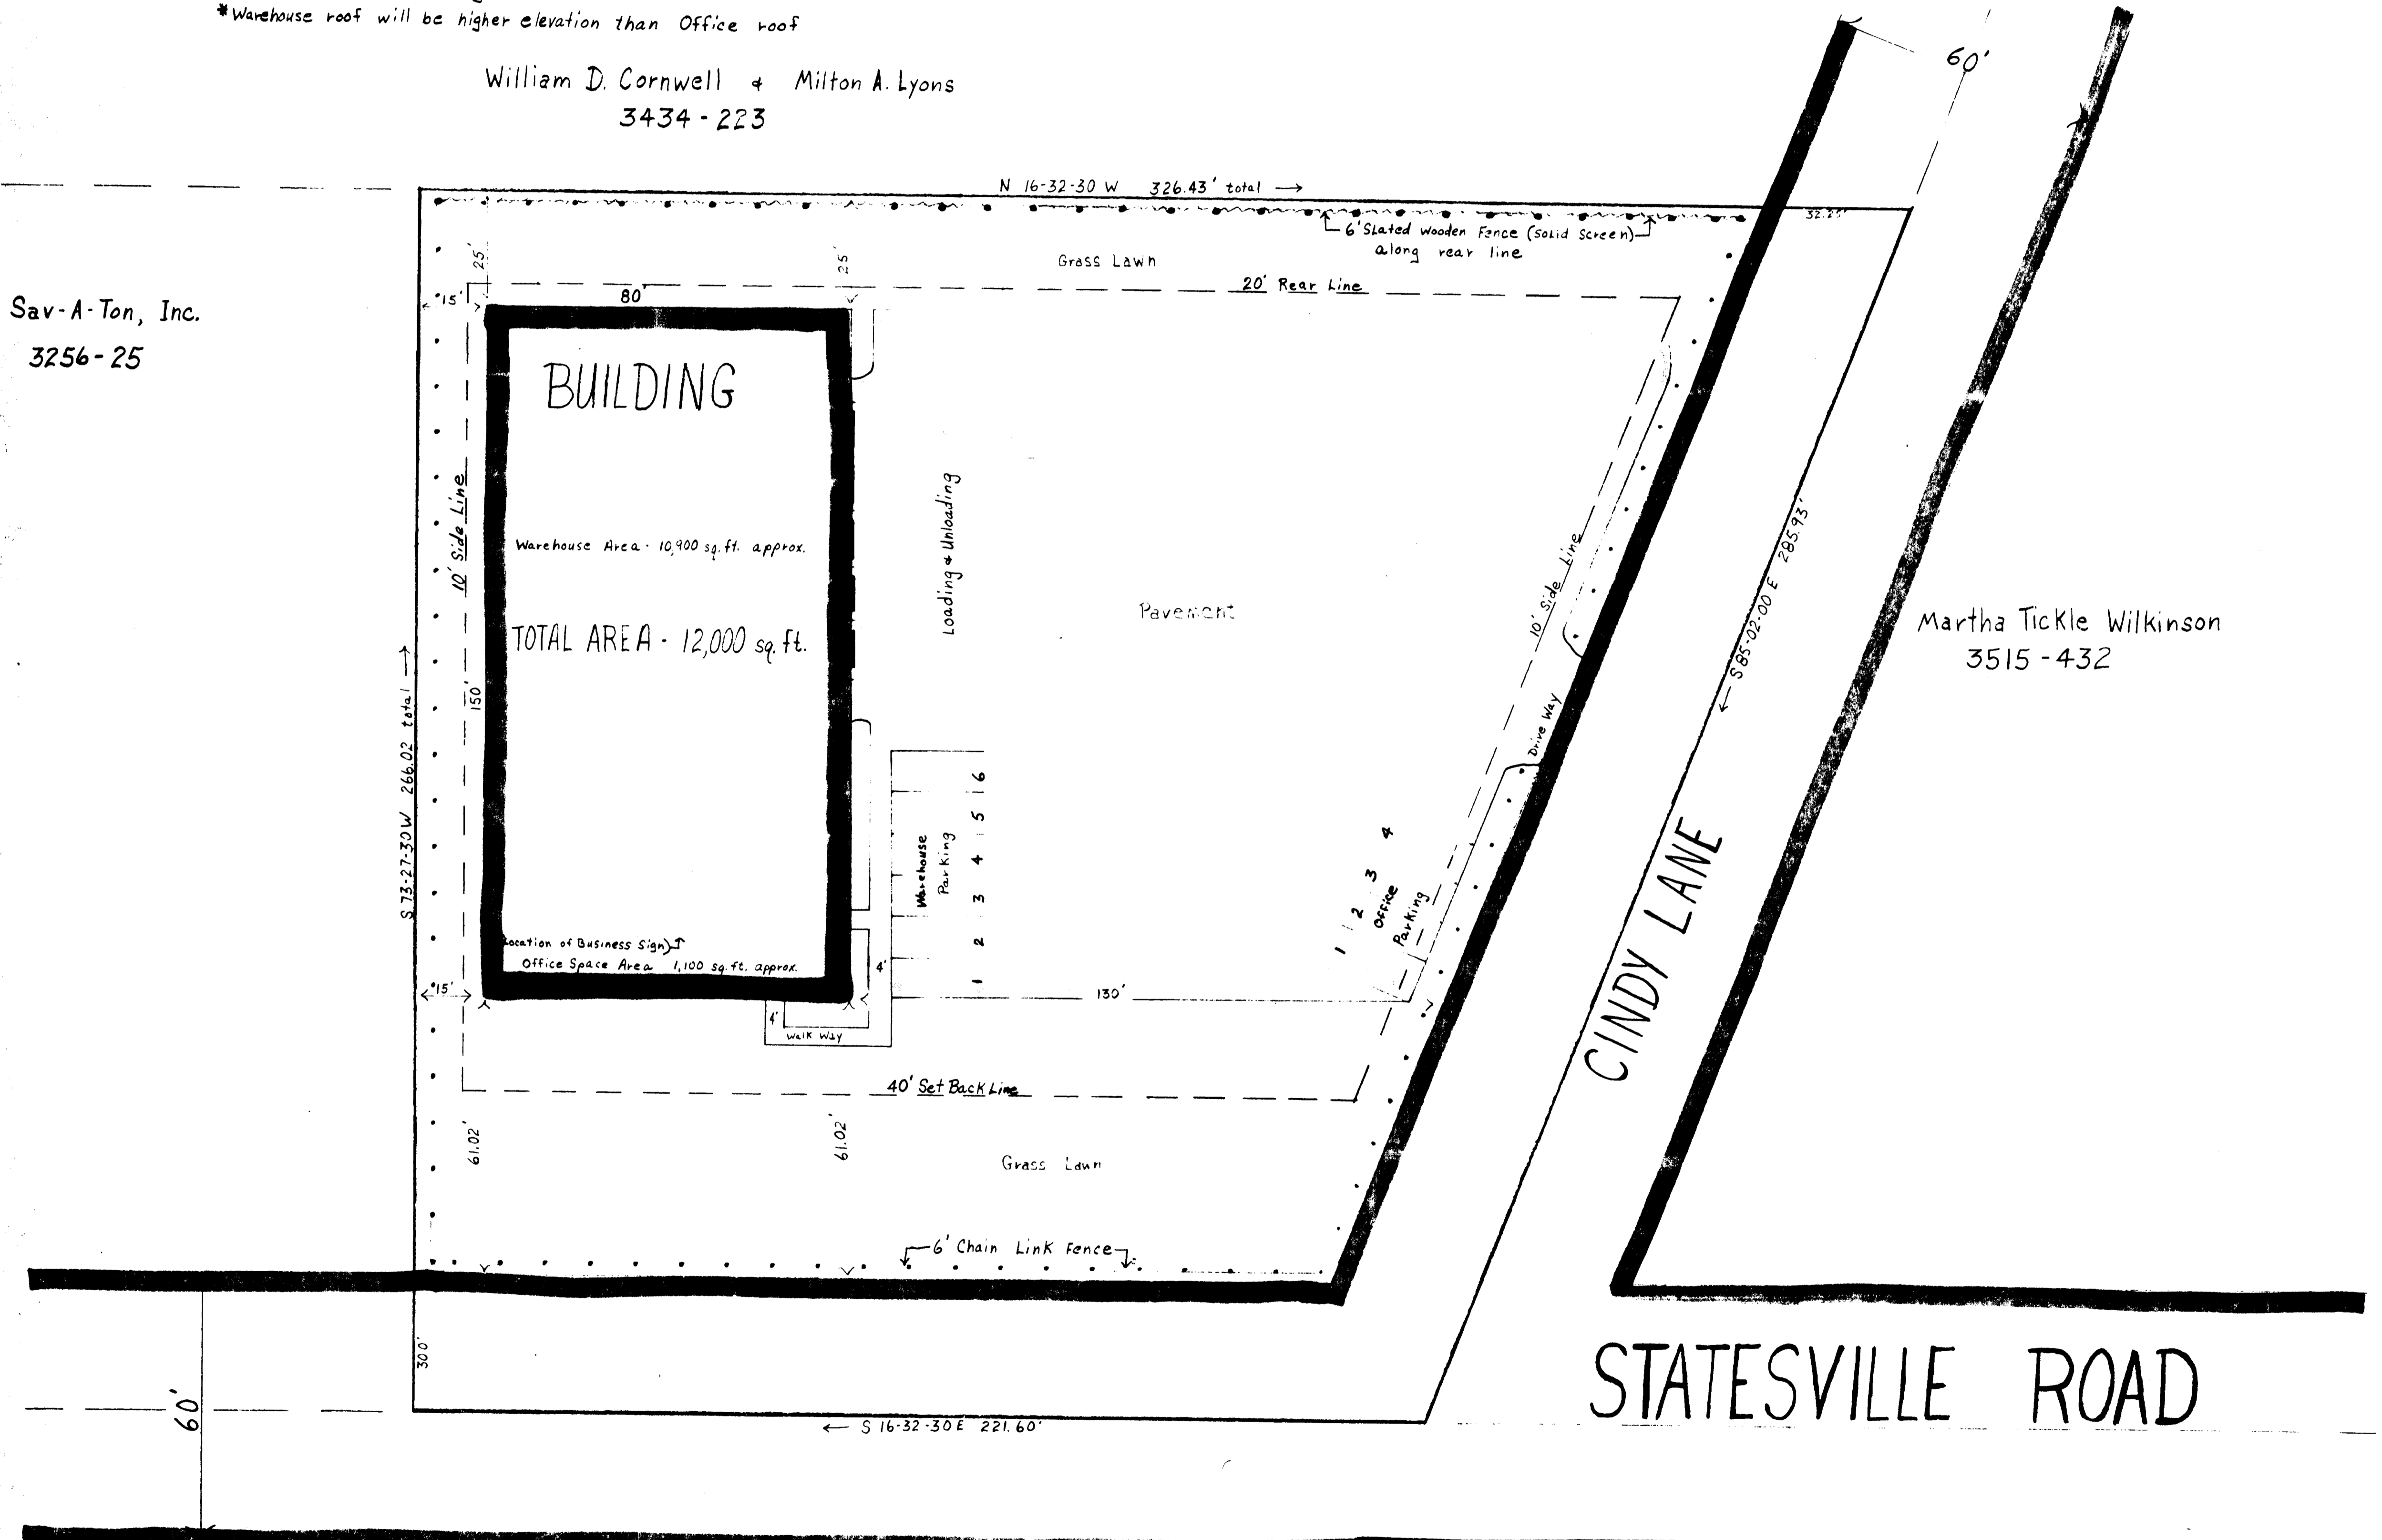 *Warehouse roof will be higher elevation than Office roof
William D. Cornwell & Milton A. Lyons
3434-223
N 16-32-30 W 326.43' total →
32.25'
60'
6' Slated Wooden Fence (Solid Screen)
along rear line
Grass Lawn
20' Rear Line
25'
25'
15'
80'
Sav-A-Ton, Inc.
3256-25
BUILDING
10' Side Line
Warehouse Area - 10,900 sq. ft. approx.
TOTAL AREA - 12,000 sq. ft.
150'
Loading & Unloading
Pavement
10' Side Line
Drive Way
S 85-02-00 E 285.93'
Martha Tickle Wilkinson
3515-432
S 73-27-30 W 266.02 total →
Warehouse
Parking
1 2 3 4 5 6
1 2 3 4
Office
Parking
CINDY LANE
Location of Business Sign)
Office Space Area 1,100 sq. ft. approx.
15'
4'
130'
4'
Walk Way
40' Set Back Line
61.02'
61.02'
Grass Lawn
6' Chain Link Fence
30.0'
60'
STATESVILLE ROAD
← S 16-32-30 E 221.60'